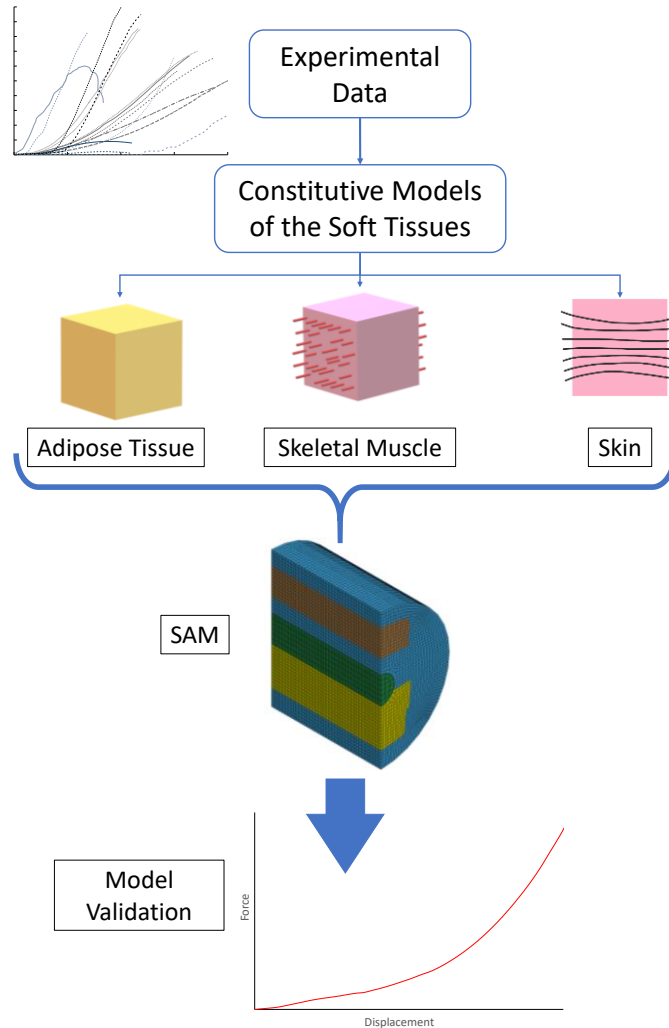 Experimental
Data
Constitutive Models
of the Soft Tissues
Adipose Tissue
Skeletal Muscle
Skin
SAM
Model
Validation
Force
Displacement